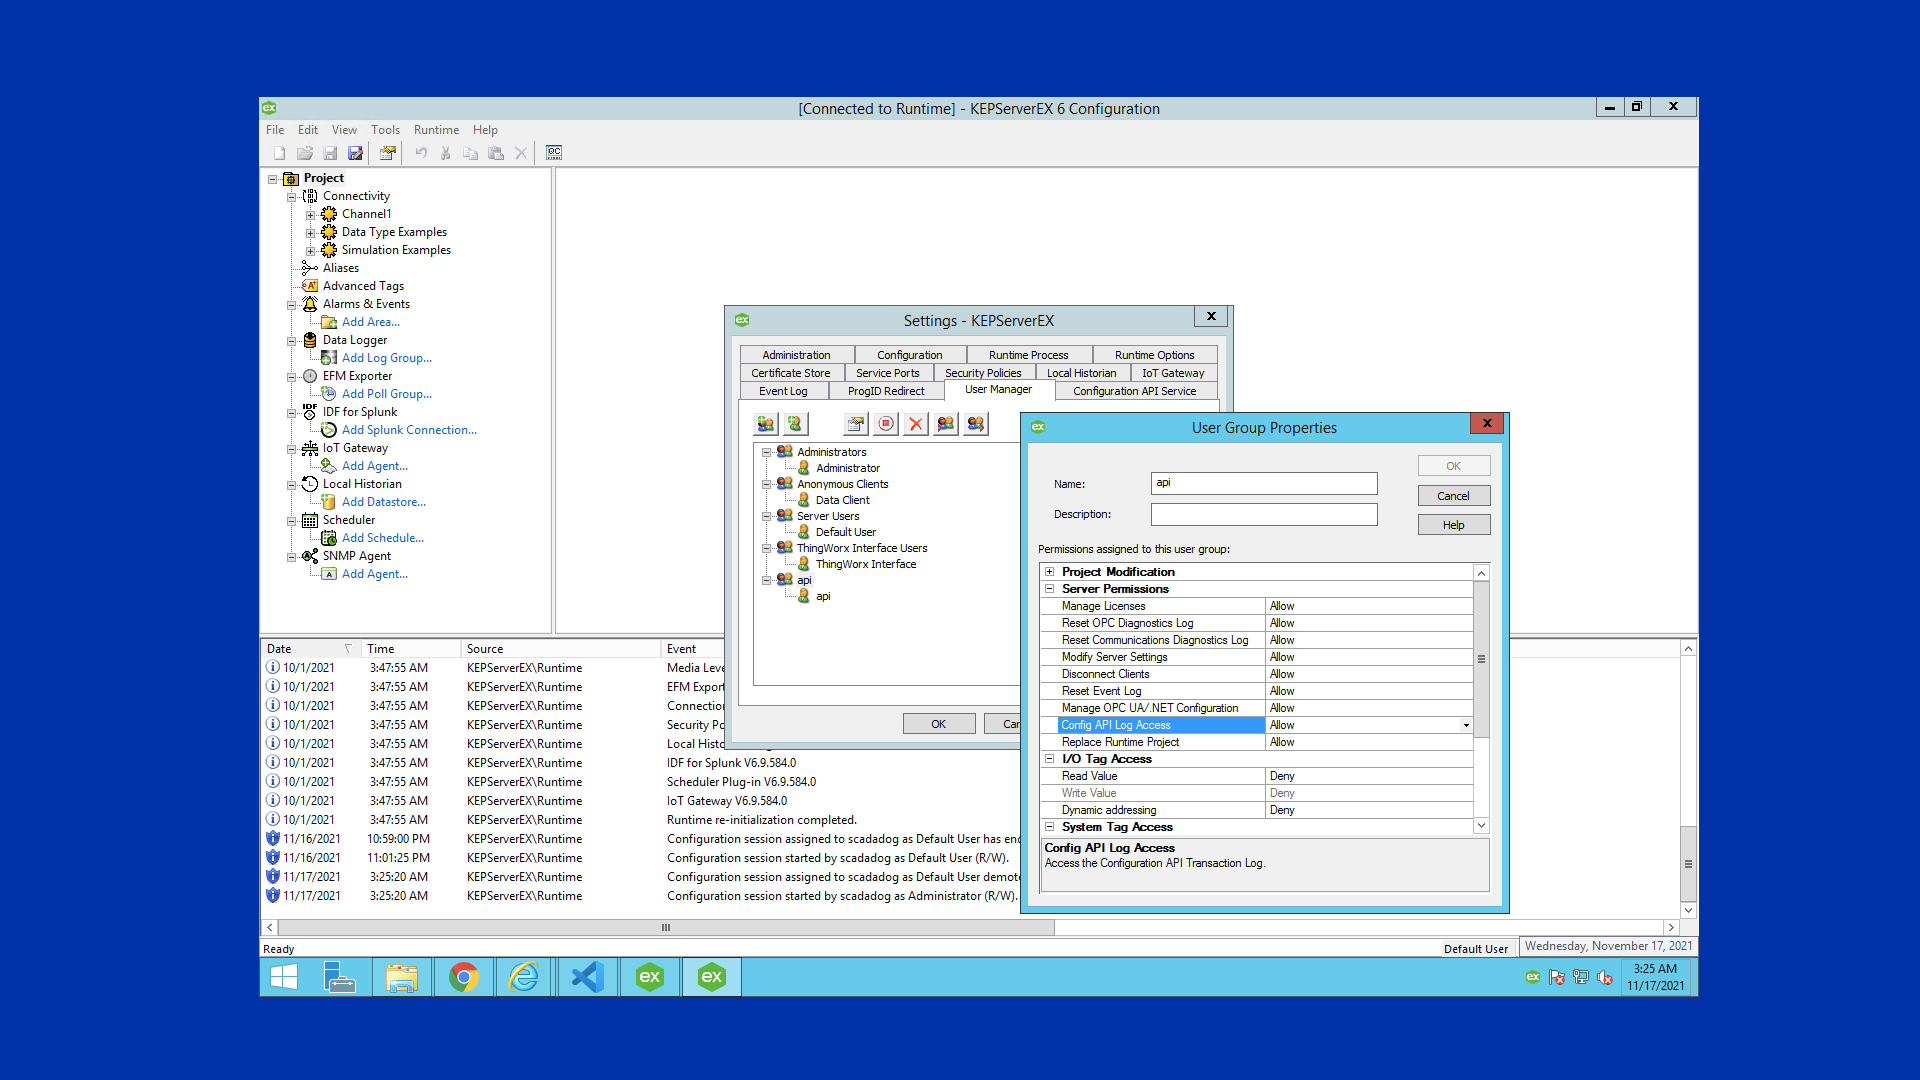 [Connected to Runtime] - KEPServerEX 6 Configuration
File Edit View Tools Runtime Help
Project
Connectivity
Channel1
Data Type Examples
Simulation Examples
Aliases
Advanced Tags
Alarms & Events
Add Area...
Data Logger
Add Log Group...
EFM Exporter
Add Poll Group...
IDF for Splunk
Add Splunk Connection...
IoT Gateway
Add Agent...
Local Historian
Add Datastore...
Scheduler
Add Schedule...
SNMP Agent
Add Agent...
Settings - KEPServerEX
Administration Configuration Runtime Process Runtime Options
Certificate Store Service Ports Security Policies Local Historian IoT Gateway
Event Log ProgID Redirect User Manager Configuration API Service
Administrators
Administrator
Anonymous Clients
Data Client
Server Users
Default User
ThingWorx Interface Users
ThingWorx Interface
api
api
OK Can
User Group Properties
Name: api
Description:
OK
Cancel
Help
Permissions assigned to this user group:
Project Modification
Server Permissions
Manage Licenses Allow
Reset OPC Diagnostics Log Allow
Reset Communications Diagnostics Log Allow
Modify Server Settings Allow
Disconnect Clients Allow
Reset Event Log Allow
Manage OPC UA/.NET Configuration Allow
Config API Log Access Allow
Replace Runtime Project Allow
I/O Tag Access
Read Value Deny
Write Value Deny
Dynamic addressing Deny
System Tag Access
Config API Log Access
Access the Configuration API Transaction Log.
Date Time Source Event
10/1/2021 3:47:55 AM KEPServerEX\Runtime Media Leve
10/1/2021 3:47:55 AM KEPServerEX\Runtime EFM Export
10/1/2021 3:47:55 AM KEPServerEX\Runtime Connectio
10/1/2021 3:47:55 AM KEPServerEX\Runtime Security Po
10/1/2021 3:47:55 AM KEPServerEX\Runtime Local Histo
10/1/2021 3:47:55 AM KEPServerEX\Runtime IDF for Splunk V6.9.584.0
10/1/2021 3:47:55 AM KEPServerEX\Runtime Scheduler Plug-in V6.9.584.0
10/1/2021 3:47:55 AM KEPServerEX\Runtime IoT Gateway V6.9.584.0
10/1/2021 3:47:55 AM KEPServerEX\Runtime Runtime re-initialization completed.
11/16/2021 10:59:00 PM KEPServerEX\Runtime Configuration session assigned to scadadog as Default User has end
11/16/2021 11:01:25 PM KEPServerEX\Runtime Configuration session started by scadadog as Default User (R/W).
11/17/2021 3:25:20 AM KEPServerEX\Runtime Configuration session assigned to scadadog as Default User demote
11/17/2021 3:25:20 AM KEPServerEX\Runtime Configuration session started by scadadog as Administrator (R/W).
Ready Default User Wednesday, November 17, 2021
3:25 AM
11/17/2021